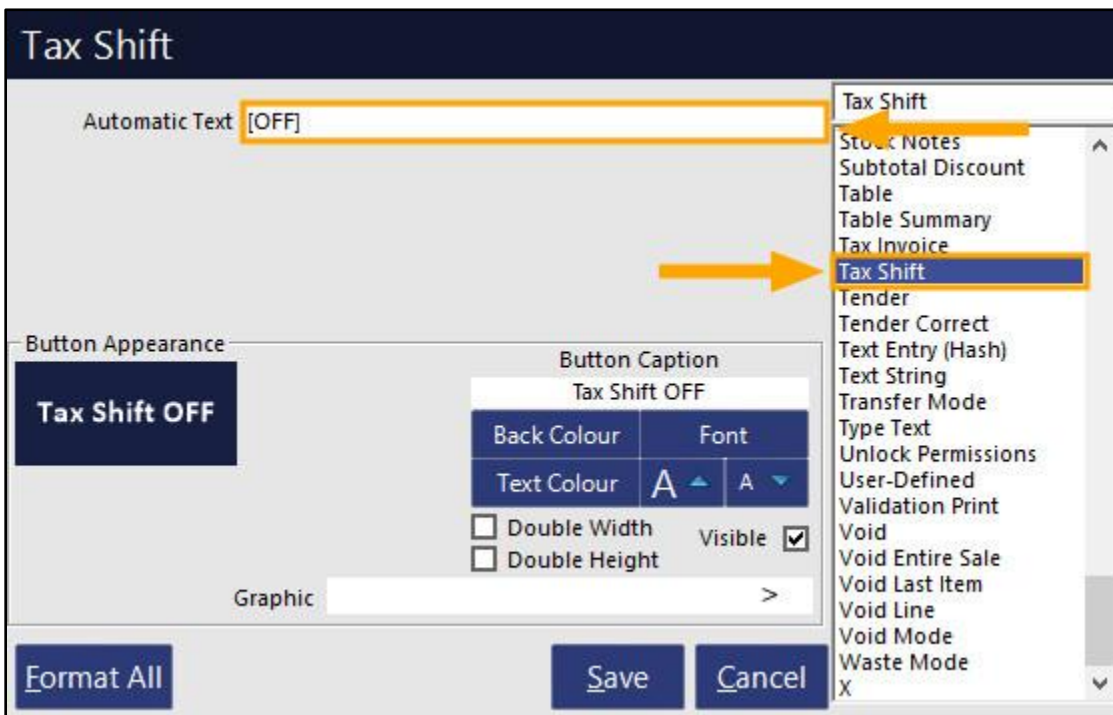 Tax Shift
Automatic Text [OFF]
Tax Shift
Stock Notes
Subtotal Discount
Table
Table Summary
Tax Invoice
Tax Shift
Tender
Tender Correct
Text Entry (Hash)
Text String
Transfer Mode
Type Text
Unlock Permissions
User-Defined
Validation Print
Void
Void Entire Sale
Void Last Item
Void Line
Void Mode
Waste Mode
X
Button Appearance
Tax Shift OFF
Button Caption
Tax Shift OFF
Back Colour Font
Text Colour A A
Double Width Visible
Double Height
Graphic >
Format All Save Cancel